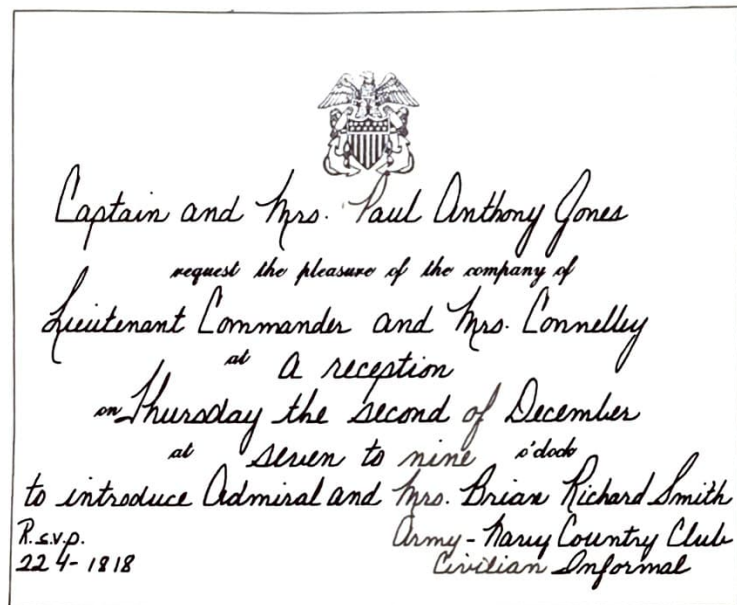 Captain and Mrs. Paul Anthony Jones
request the pleasure of the company of
Lieutenant Commander and Mrs. Connelley
at A reception
on Thursday the second of December
at seven to nine o'clock
to introduce Admiral and Mrs. Brian Richard Smith
R.s.v.p. Army-Navy Country Club
224-1818 Civilian Informal